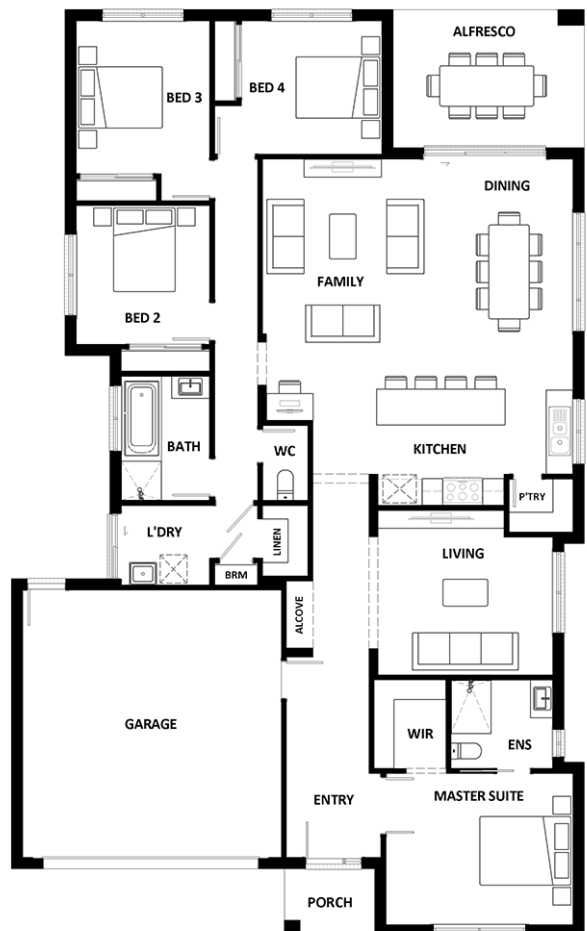 ALFRESCO
BED 3
BED 4
DINING
FAMILY
BED 2
BATH
WC
KITCHEN
P'TRY
L'DRY
LINEN
BRM
LIVING
ALCOVE
GARAGE
WIR
ENS
ENTRY
MASTER SUITE
PORCH